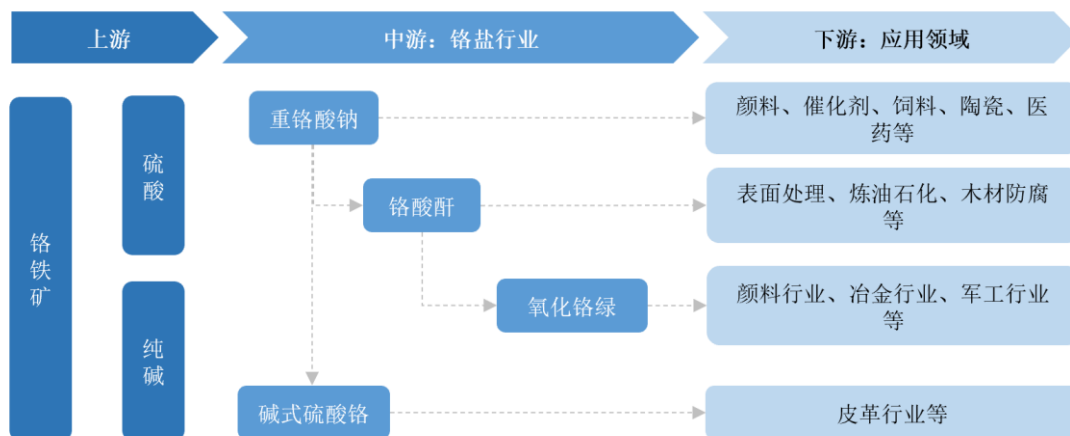 上游
中游：铬盐行业
下游：应用领域
铬铁矿
硫酸
纯碱
重铬酸钠
颜料、催化剂、饲料、陶瓷、医
药等
铬酸酐
表面处理、炼油石化、木材防腐
等
氧化铬绿
颜料行业、冶金行业、军工行业
等
碱式硫酸铬
皮革行业等